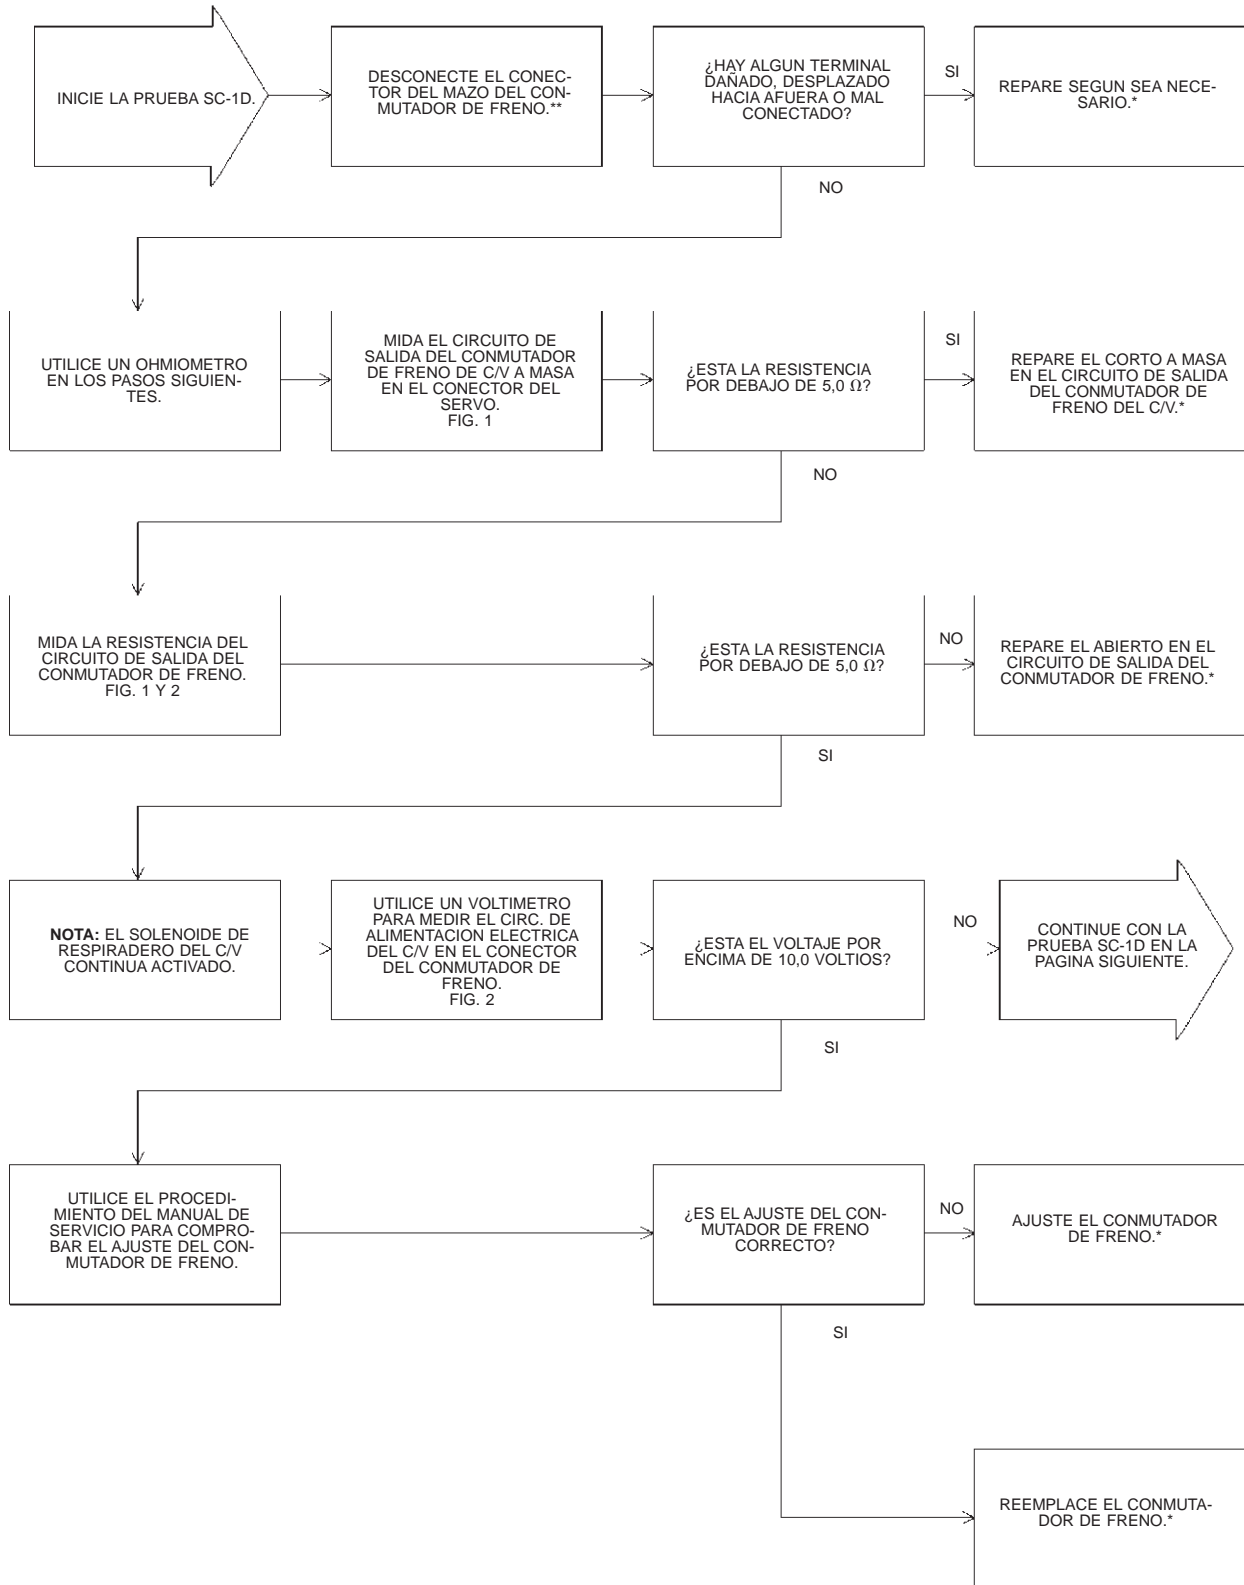 INICIE LA PRUEBA SC-1D.
DESCONECTE EL CONEC-
TOR DEL MAZO DEL CON-
MUTADOR DE FRENO.**
¿HAY ALGUN TERMINAL
DAÑADO, DESPLAZADO
HACIA AFUERA O MAL
CONECTADO?
SI
REPARE SEGUN SEA NECE-
SARIO.*
NO
UTILICE UN OHMIOMETRO
EN LOS PASOS SIGUIEN-
TES.
MIDA EL CIRCUITO DE
SALIDA DEL CONMUTADOR
DE FRENO DE C/V A MASA
EN EL CONECTOR DEL
SERVO.
FIG. 1
¿ESTA LA RESISTENCIA
POR DEBAJO DE 5,0 Ω?
SI
REPARE EL CORTO A MASA
EN EL CIRCUITO DE SALIDA
DEL CONMUTADOR DE
FRENO DEL C/V.*
NO
MIDA LA RESISTENCIA DEL
CIRCUITO DE SALIDA DEL
CONMUTADOR DE FRENO.
FIG. 1 Y 2
¿ESTA LA RESISTENCIA
POR DEBAJO DE 5,0 Ω?
NO
REPARE EL ABIERTO EN EL
CIRCUITO DE SALIDA DEL
CONMUTADOR DE FRENO.*
SI
NOTA: EL SOLENOIDE DE
RESPIRADERO DEL C/V
CONTINUA ACTIVADO.
UTILICE UN VOLTIMETRO
PARA MEDIR EL CIRC. DE
ALIMENTACION ELECTRICA
DEL C/V EN EL CONECTOR
DEL CONMUTADOR DE
FRENO.
FIG. 2
¿ESTA EL VOLTAJE POR
ENCIMA DE 10,0 VOLTIOS?
NO
CONTINUE CON LA
PRUEBA SC-1D EN LA
PAGINA SIGUIENTE.
SI
UTILICE EL PROCEDI-
MIENTO DEL MANUAL DE
SERVICIO PARA COMPRO-
BAR EL AJUSTE DEL CON-
MUTADOR DE FRENO.
¿ES EL AJUSTE DEL CON-
MUTADOR DE FRENO
CORRECTO?
NO
AJUSTE EL CONMUTADOR
DE FRENO.*
SI
REEMPLACE EL CONMUTA-
DOR DE FRENO.*